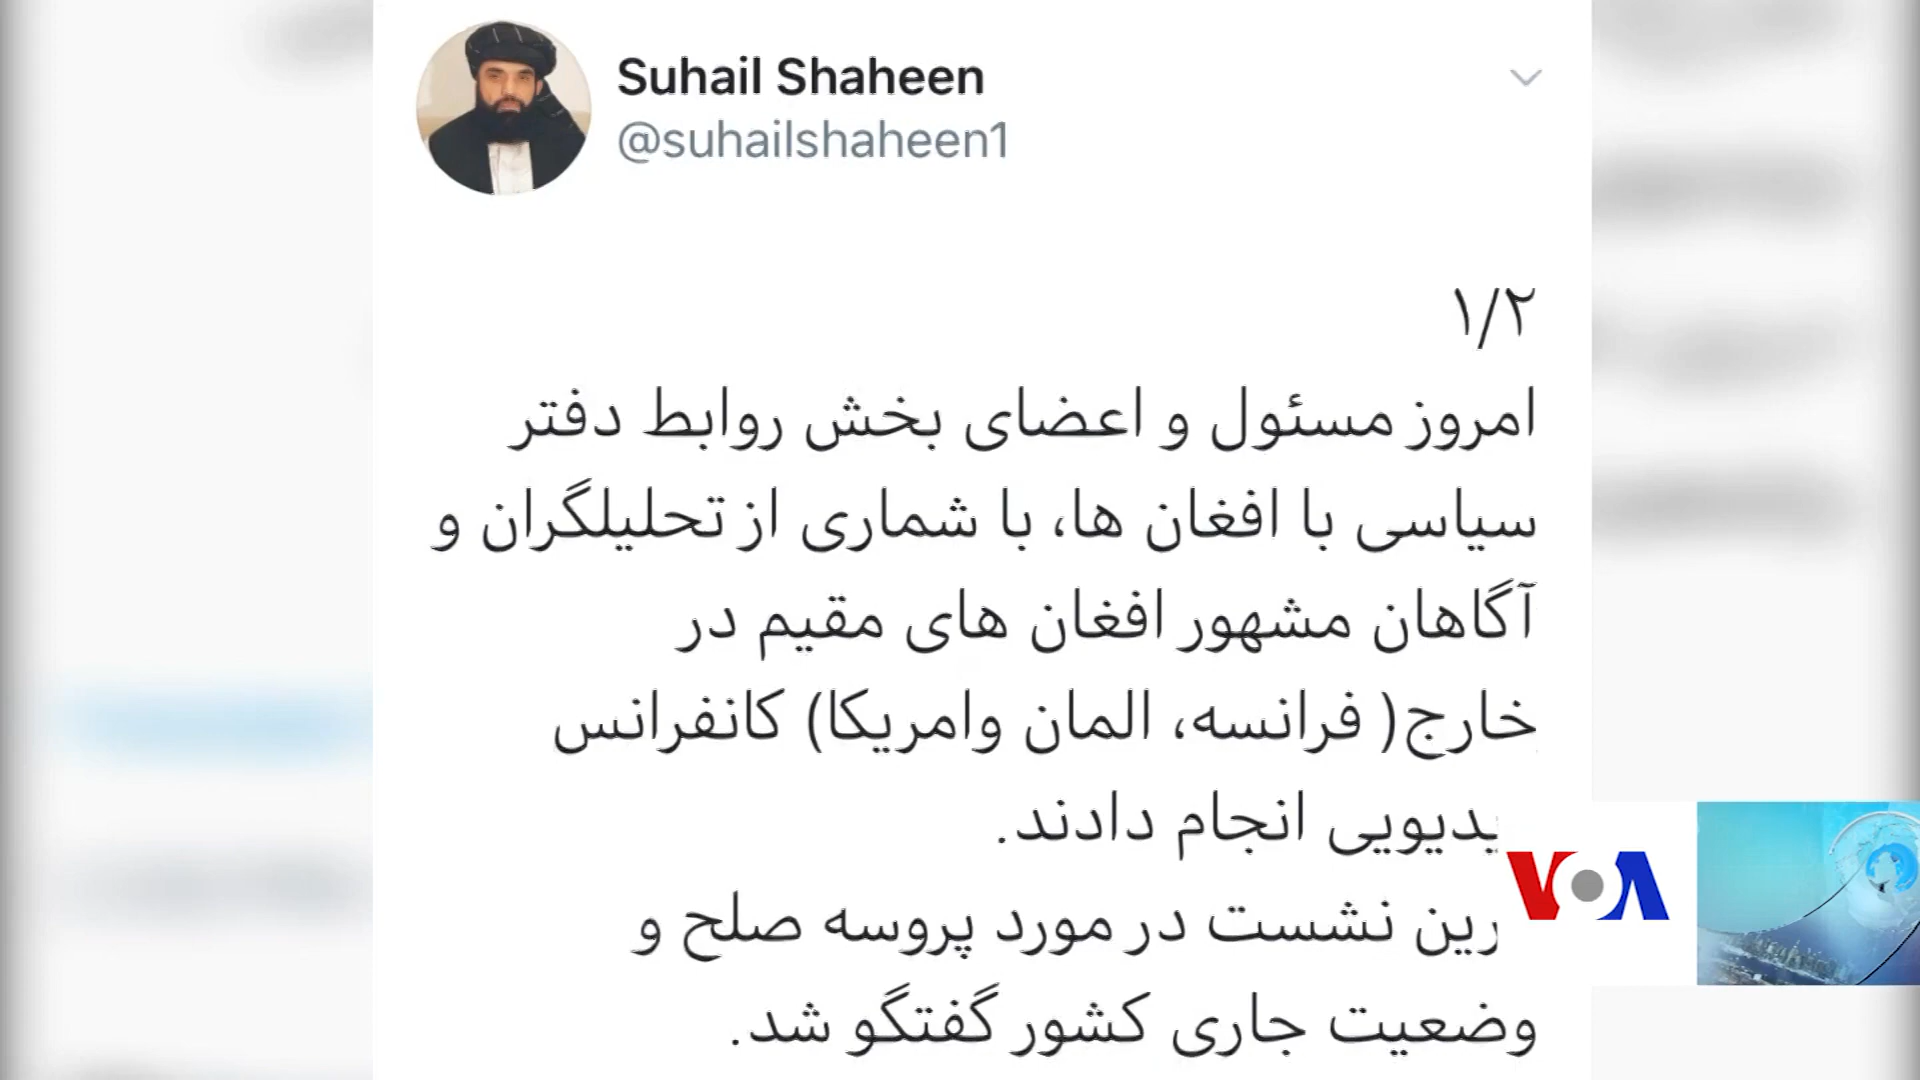 Suhail Shaheen
@suhailshaheen1
۱/۲
امروز مسئول و اعضای بخش روابط دفتر
سیاسی با افغان ها، با شماری از تحلیلگران و
آگاهان مشهور افغان های مقیم در
خارج( فرانسه، المان وامریکا) کانفرانس
یدیویی انجام دادند.
رین نشست در مورد پروسه صلح و
وضعیت جاری کشور گفتگو شد.
VOA